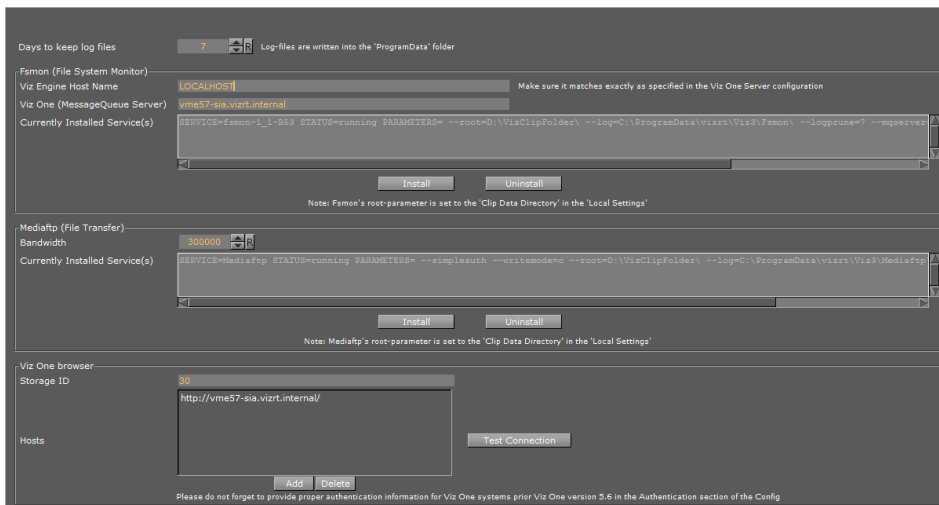 Days to keep log files 7 R Log-files are written into the 'ProgramData' folder
Fsmon (File System Monitor)
Viz Engine Host Name LOCALHOST Make sure it matches exactly as specified in the Viz One Server configuration
Viz One (MessageQueue Server) vme57-sia.vizrt.internal
Currently Installed Service(s) SERVICE=fsmon-1_1-B53 STATUS=running PARAMETERS= --root=D:\VizClipFolder\ --log=C:\ProgramData\vizrt\Viz3\Fsmon\ --logprune=7 --mqserver
Install Uninstall
Note: Fsmon's root-parameter is set to the 'Clip Data Directory' in the 'Local Settings'
Mediaftp (File Transfer)
Bandwidth 300000 R
Currently Installed Service(s) SERVICE=Mediaftp STATUS=running PARAMETERS= --simpleauth --writemode=c --root=D:\VizClipFolder\ --log=C:\ProgramData\vizrt\Viz3\Mediaftp
Install Uninstall
Note: Mediaftp's root-parameter is set to the 'Clip Data Directory' in the 'Local Settings'
Viz One browser
Storage ID 30
http://vme57-sia.vizrt.internal/
Hosts Test Connection
Add Delete
Please do not forget to provide proper authentication information for Viz One systems prior Viz One version 5.6 in the Authentication section of the Config